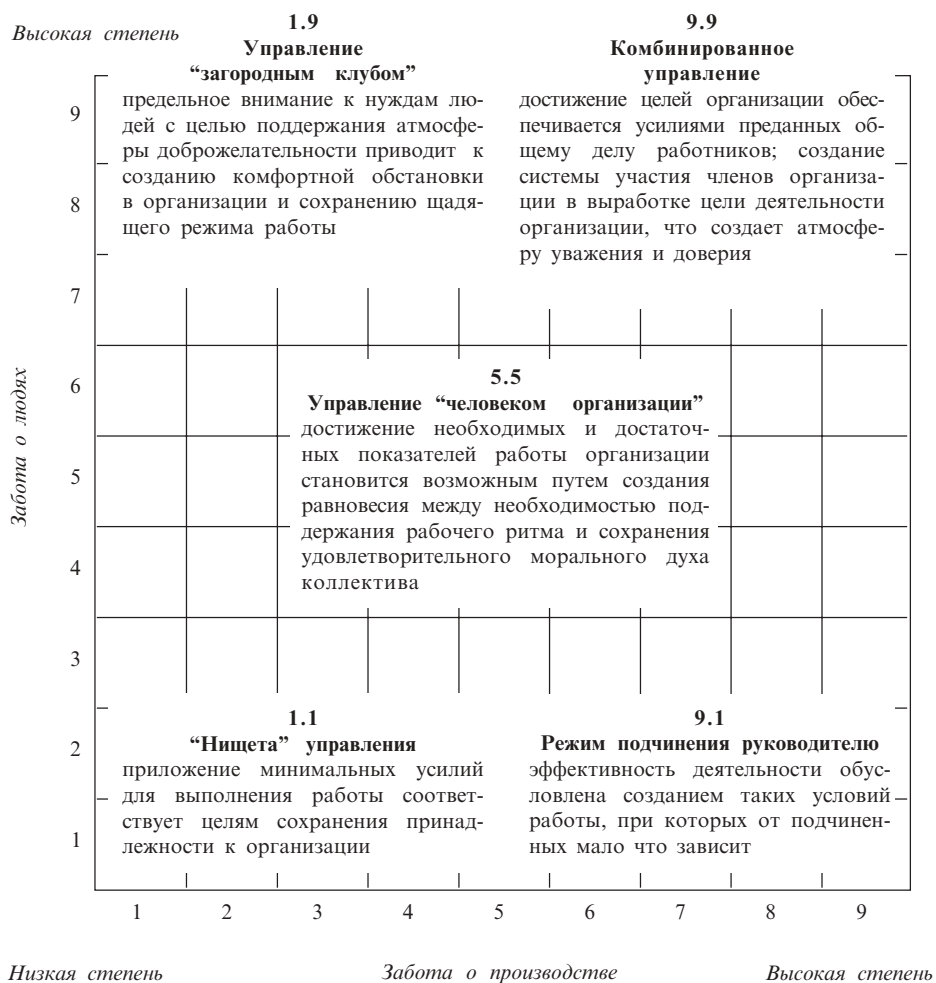 Высокая степень
1.9
Управление
“загородным клубом”
предельное внимание к нуждам лю-
дей с целью поддержания атмосфе-
ры доброжелательности приводит к
созданию комфортной обстановки
в организации и сохранению щадя-
щего режима работы
9.9
Комбинированное
управление
достижение целей организации обес-
печивается усилиями преданных об-
щему делу работников; создание
системы участия членов организа-
ции в выработке цели деятельности
организации, что создает атмосфе-
ру уважения и доверия
9
8
7
6
5
4
3
2
1
Забота о людях
5.5
Управление “человеком организации”
достижение необходимых и достаточ-
ных показателей работы организации
становится возможным путем создания
равновесия между необходимостью под-
держания рабочего ритма и сохранения
удовлетворительного морального духа
коллектива
1.1
“Нищета” управления
приложение минимальных усилий
для выполнения работы соответ-
ствует целям сохранения принад-
лежности к организации
9.1
Режим подчинения руководителю
эффективность деятельности обус-
ловлена созданием таких условий
работы, при которых от подчинен-
ных мало что зависит
1 2 3 4 5 6 7 8 9
Низкая степень Забота о производстве Высокая степень